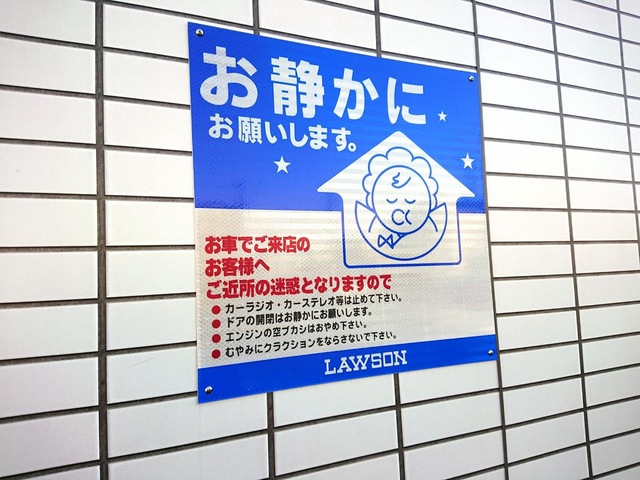 お静かに
お願いします。
お車でご来店の
お客様へ
ご近所の迷惑となりますので
● カーラジオ・カーステレオ等は止めて下さい。
● ドアの開閉はお静かにお願いします。
● エンジンの空ブカシはおやめ下さい。
● むやみにクラクションをならさないで下さい。
LAWSON